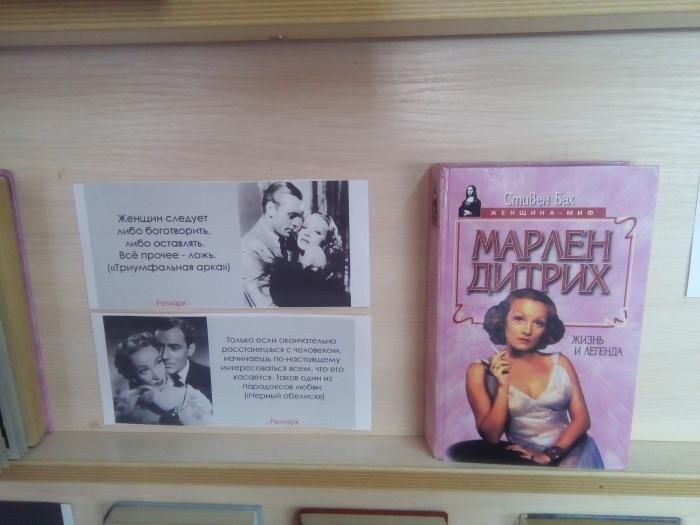 Женщин следует
либо боготворить,
либо оставлять.
Всё прочее - ложь.
(«Триумфальная арка»)
Ремарк
Только если окончательно
расстанешься с человеком,
начинаешь по-настоящему
интересоваться всем, что его
касается. Таков один из
парадоксов любви.
(«Черный обелиск»)
Ремарк
Стивен Бах
ЖЕНЩИНА-МИФ
МАРЛЕН
ДИТРИХ
ЖИЗНЬ
И ЛЕГЕНДА